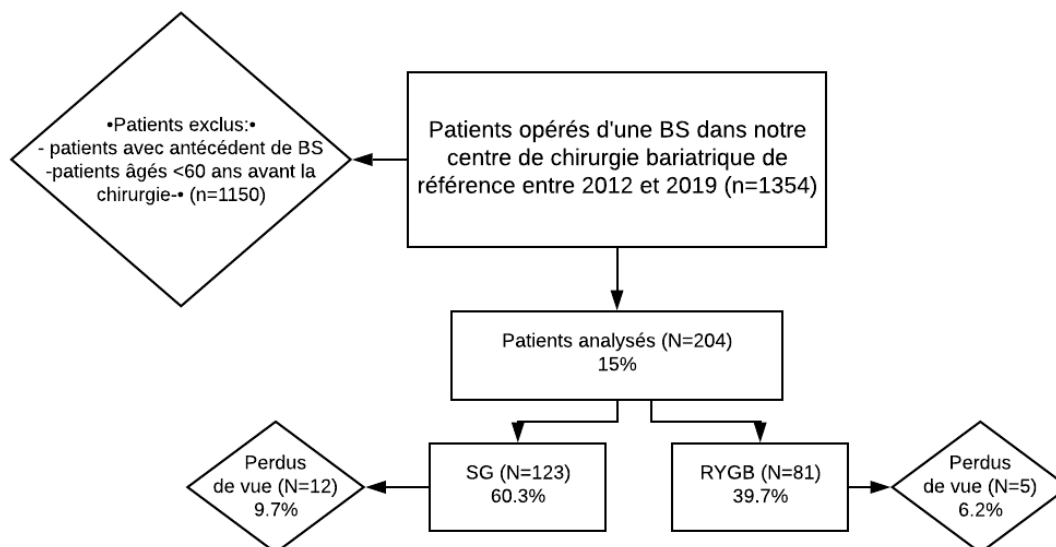 •Patients exclus:•
- patients avec antécédent de BS
-patients âgés <60 ans avant la
chirurgie-• (n=1150)
Patients opérés d'une BS dans notre
centre de chirurgie bariatrique de
référence entre 2012 et 2019 (n=1354)
Patients analysés (N=204)
15%
Perdus
de vue (N=12)
9.7%
SG (N=123)
60.3%
RYGB (N=81)
39.7%
Perdus
de vue (N=5)
6.2%